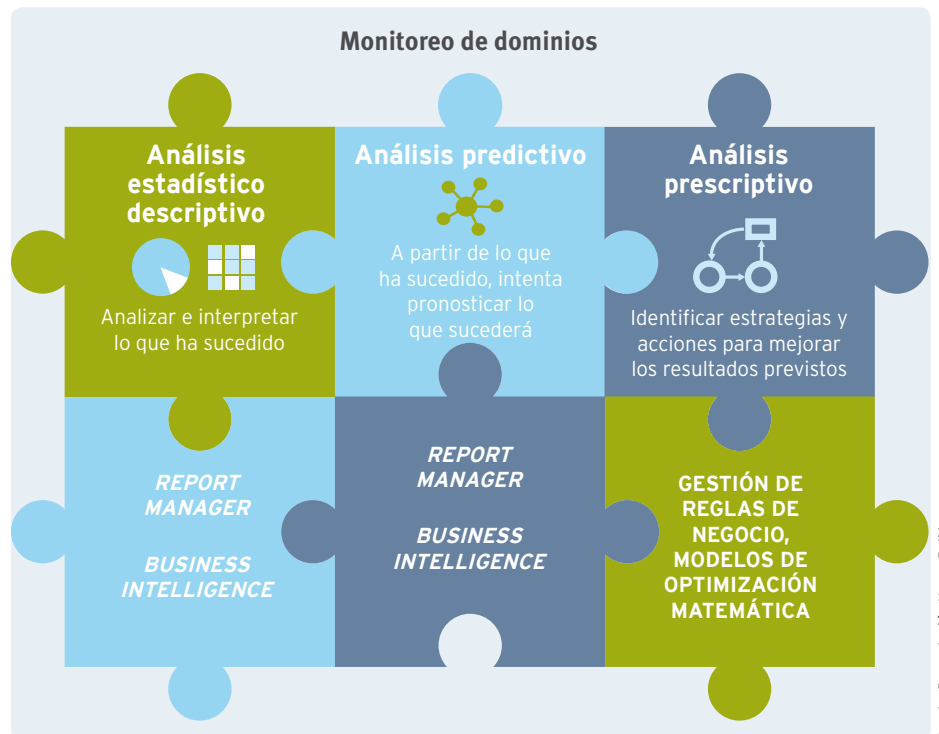 Monitoreo de dominios
Análisis
estadístico
descriptivo
Analizar e interpretar
lo que ha sucedido
Análisis predictivo
A partir de lo que
ha sucedido, intenta
pronosticar lo
que sucederá
Análisis
prescriptivo
Identificar estrategias y
acciones para mejorar
los resultados previstos
REPORT
MANAGER
BUSINESS
INTELLIGENCE
REPORT
MANAGER
BUSINESS
INTELLIGENCE
GESTIÓN DE
REGLAS DE
NEGOCIO,
MODELOS DE
OPTIMIZACIÓN
MATEMÁTICA